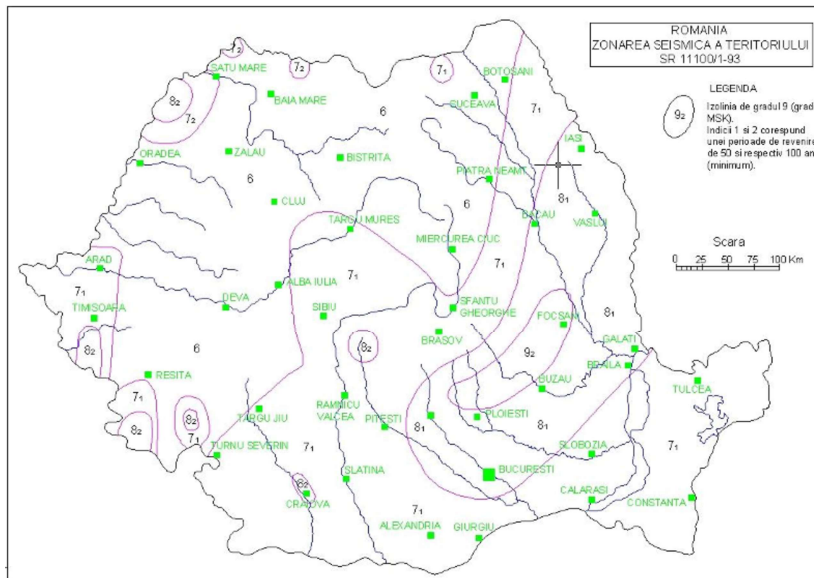 ROMANIA
ZONAREA SEISMICA A TERITORIULUI
SR 11100/1-93
LEGENDA
9₂
Izolinia de gradul 9 (grad
MSK).
Indicii 1 si 2 corespund
unei perioade de revenire
de 50 si respectiv 100 an
(minimum).
Scara
0 25 50 75 100 Km
7₂
7₂
7₁
SATU MARE
BOTOSANI
8₂
BAIA MARE
SUCEAVA
7₁
7₂
6
IASI
ORADEA
ZALAU
BISTRITA
PIATRA NEAMT
6
CLUJ
6
8₁
TARGU MURES
BACAU
VASLUI
MIERCUREA CIUC
ARAD
7₁
7₁
7₁
ALBA IULIA
TIMISOARA
DEVA
SIBIU
SFANTU
GHEORGHE
FOCSANI
8₁
BRASOV
8₂
6
8₂
9₂
GALATI
RESITA
BRAILA
TULCEA
7₁
BUZAU
RAMNICU
VALCEA
TARGU JIU
PITESTI
8₁
PLOIESTI
8₁
8₂
8₂
7₁
7₁
TURNU SEVERIN
7₁
SLOBOZIA
BUCURESTI
SLATINA
8₂
CRAIOVA
CALARASI
CONSTANTA
7₁
ALEXANDRIA
GIURGIU